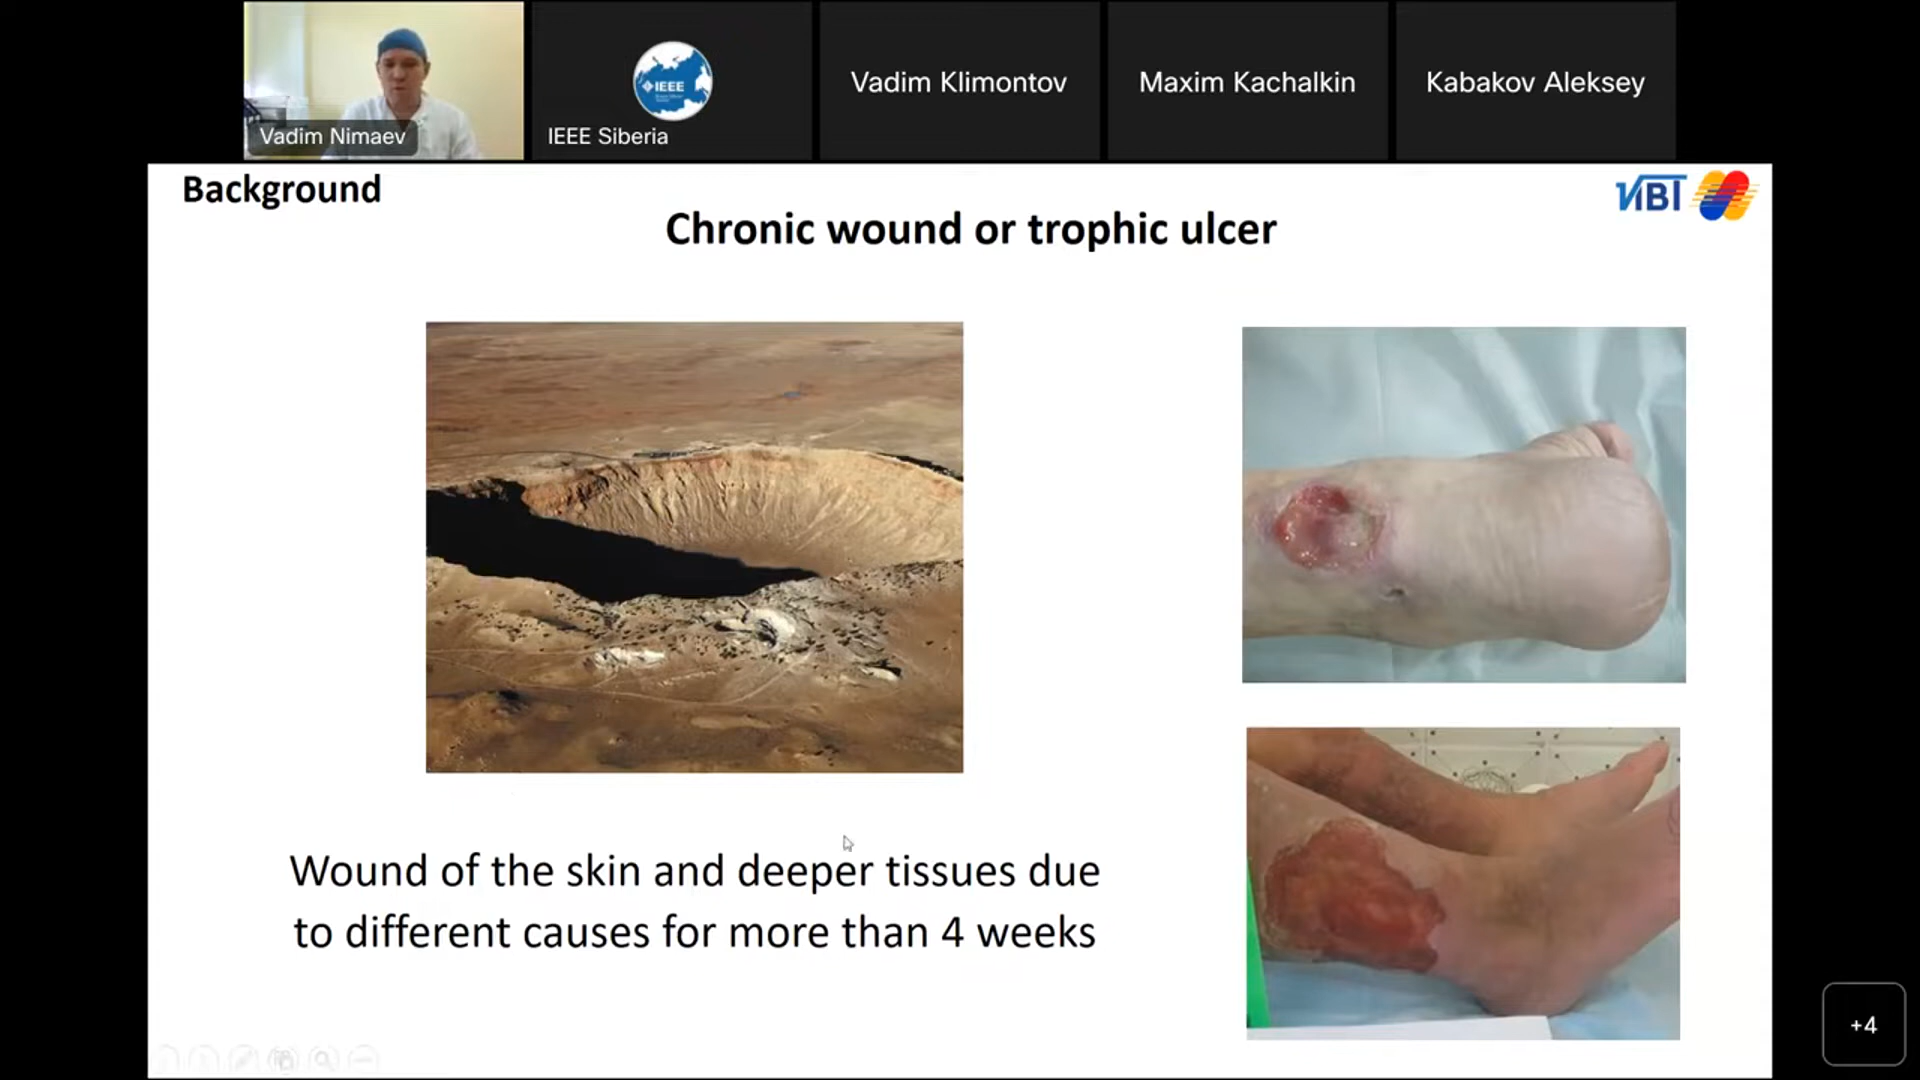 Vadim Nimaev
IEEE
IEEE Siberia
Vadim Klimontov
Maxim Kachalkin
Kabakov Aleksey
Background
Chronic wound or trophic ulcer
Wound of the skin and deeper tissues due
to different causes for more than 4 weeks
+4